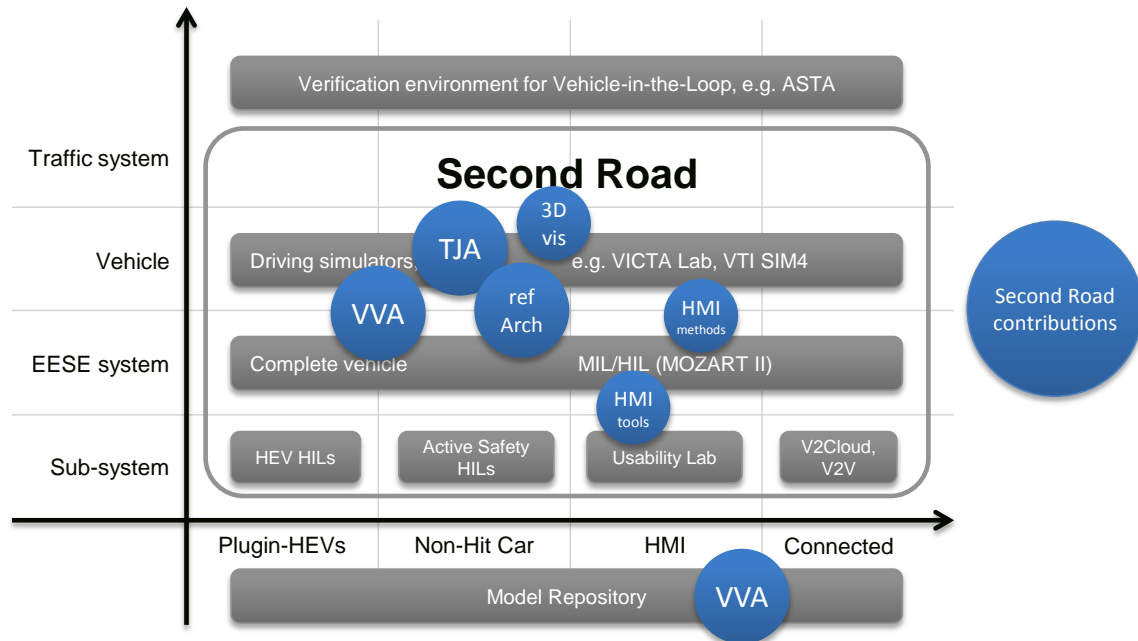 Verification environment for Vehicle-in-the-Loop, e.g. ASTA
Traffic system
Second Road
3D
vis
TJA
Vehicle
Driving simulators,
e.g. VICTA Lab, VTI SIM4
VVA
ref
Arch
HMI
methods
Second Road
contributions
EESE system
Complete vehicle
MIL/HIL (MOZART II)
HMI
tools
Sub-system
HEV HILs
Active Safety
HILs
Usability Lab
V2Cloud,
V2V
Plugin-HEVs
Non-Hit Car
HMI
Connected
Model Repository
VVA